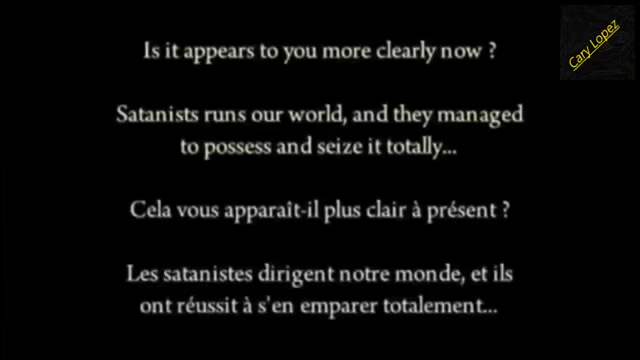 Cary Lopez
Is it appears to you more clearly now ?
Satanists runs our world, and they managed
to possess and seize it totally...
Cela vous apparaît-il plus clair à présent ?
Les satanistes dirigent notre monde, et ils
ont réussit à s'en emparer totalement...